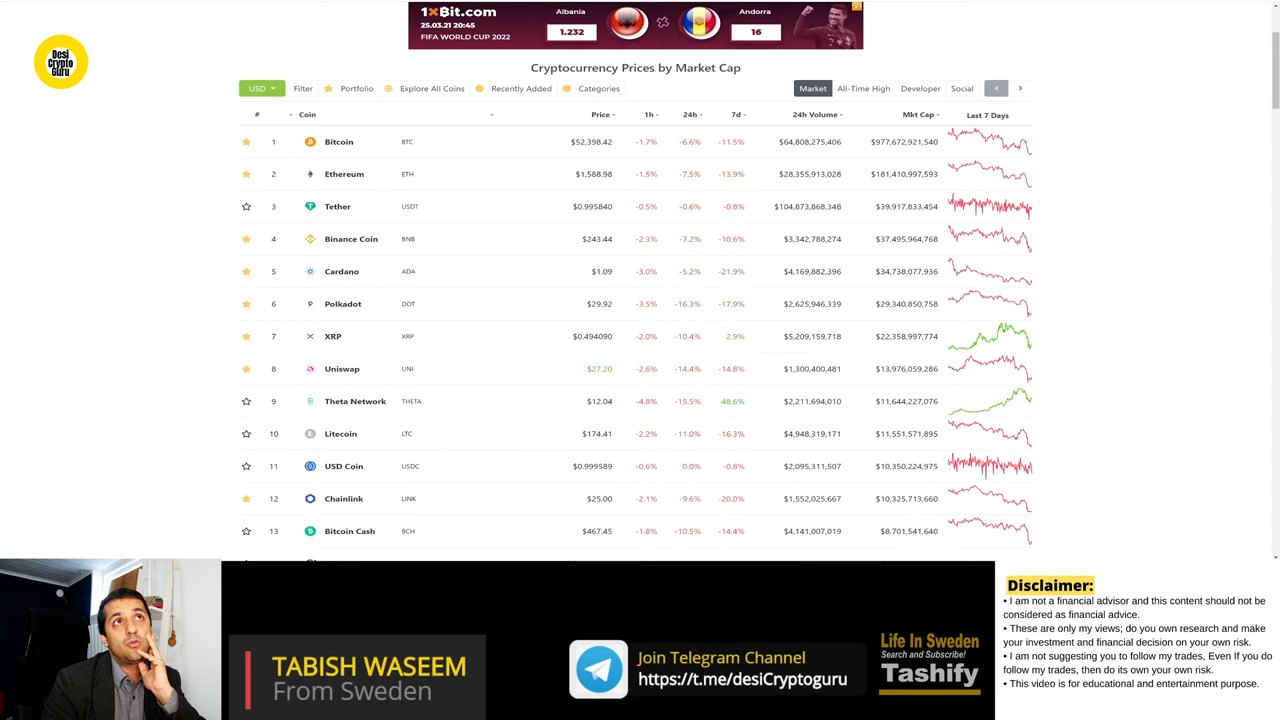 1×Bit.com
25.03.21 20:45
FIFA WORLD CUP 2022
Albania
1.232
Andorra
16
Desi
Crypto
Guru
Cryptocurrency Prices by Market Cap
USD Filter Portfolio Explore All Coins Recently Added Categories Market All-Time High Developer Social < >
# Coin Price 1h 24h 7d 24h Volume Mkt Cap Last 7 Days
1 Bitcoin BTC $52,398.42 -1.7% -6.6% -11.5% $64,808,275,406 $977,672,921,540
2 Ethereum ETH $1,588.98 -1.5% -7.5% -13.9% $28,355,913,028 $181,410,997,593
3 Tether USDT $0.995840 -0.5% -0.6% -0.8% $104,873,868,348 $39,917,833,454
4 Binance Coin BNB $243.44 -2.3% -7.2% -10.6% $3,342,788,274 $37,495,964,768
5 Cardano ADA $1.09 -3.0% -5.2% -21.9% $4,169,882,396 $34,738,077,936
6 Polkadot DOT $29.92 -3.5% -16.3% -17.9% $2,625,946,339 $29,340,850,758
7 XRP XRP $0.494090 -2.0% -10.4% 2.9% $5,209,159,718 $22,358,997,774
8 Uniswap UNI $27.20 -2.6% -14.4% -14.8% $1,300,400,481 $13,976,059,286
9 Theta Network THETA $12.04 -4.8% -15.5% 48.6% $2,211,694,010 $11,644,227,076
10 Litecoin LTC $174.41 -2.2% -11.0% -16.3% $4,948,319,171 $11,551,571,895
11 USD Coin USDC $0.999589 -0.6% 0.0% -0.8% $2,095,311,507 $10,350,224,975
12 Chainlink LINK $25.00 -2.1% -9.6% -20.0% $1,552,025,667 $10,325,713,660
13 Bitcoin Cash BCH $467.45 -1.8% -10.5% -14.4% $4,141,007,019 $8,701,541,640
TABISH WASEEM
From Sweden
Join Telegram Channel
https://t.me/desiCryptoguru
Life In Sweden
Search and Subscribe!
Tashify
Disclaimer:
• I am not a financial advisor and this content should not be
considered as financial advice.
• These are only my views; do you own research and make
your investment and financial decision on your own risk.
• I am not suggesting you to follow my trades, Even If you do
follow my trades, then do its own your own risk.
• This video is for educational and entertainment purpose.